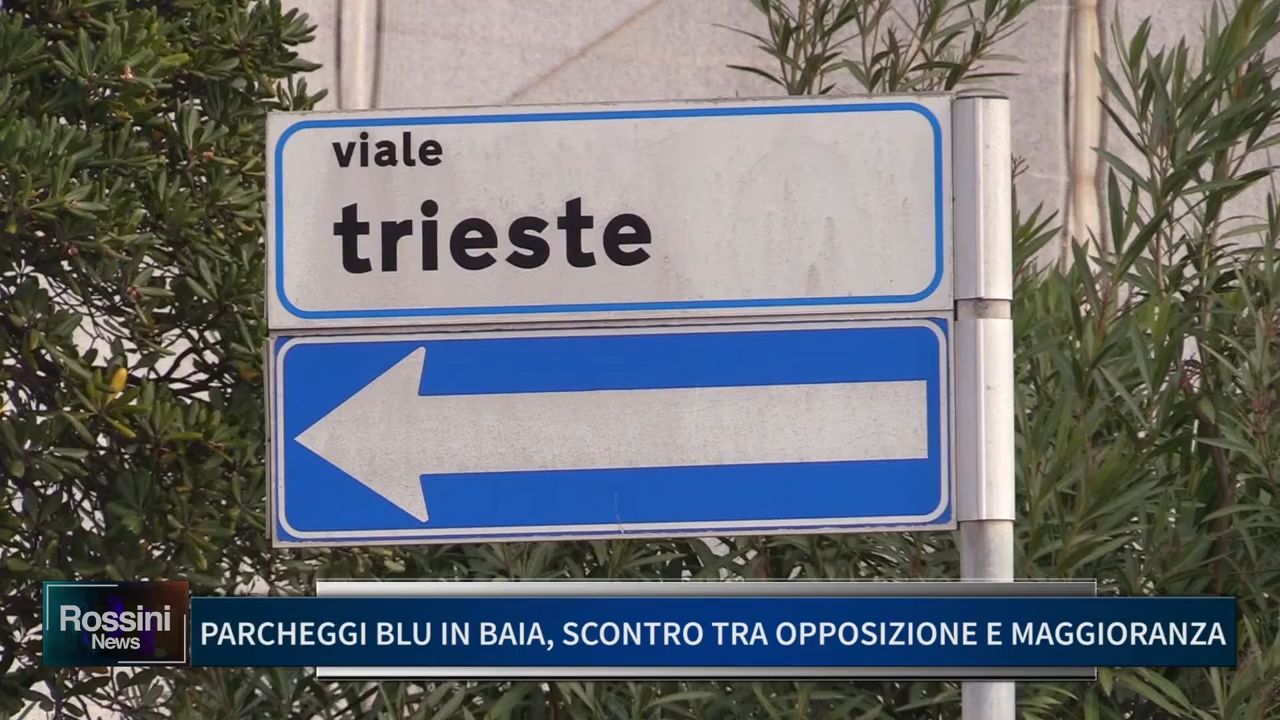 viale
trieste
Rossini
News
PARCHEGGI BLU IN BAIA, SCONTRO TRA OPPOSIZIONE E MAGGIORANZA